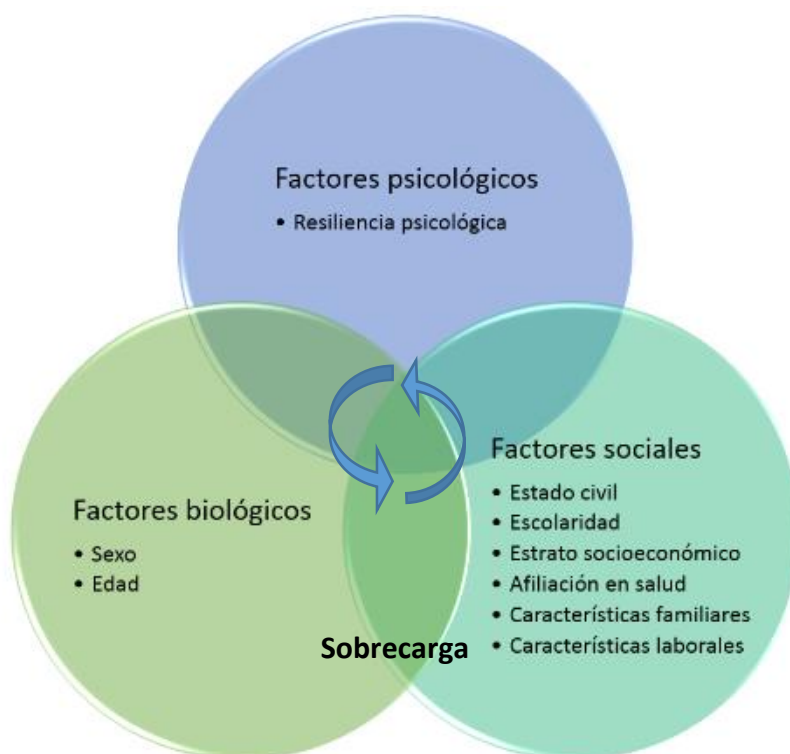 Factores psicológicos
• Resiliencia psicológica
Factores biológicos
• Sexo
• Edad
Factores sociales
• Estado civil
• Escolaridad
• Estrato socioeconómico
• Afiliación en salud
• Características familiares
• Características laborales
Sobrecarga